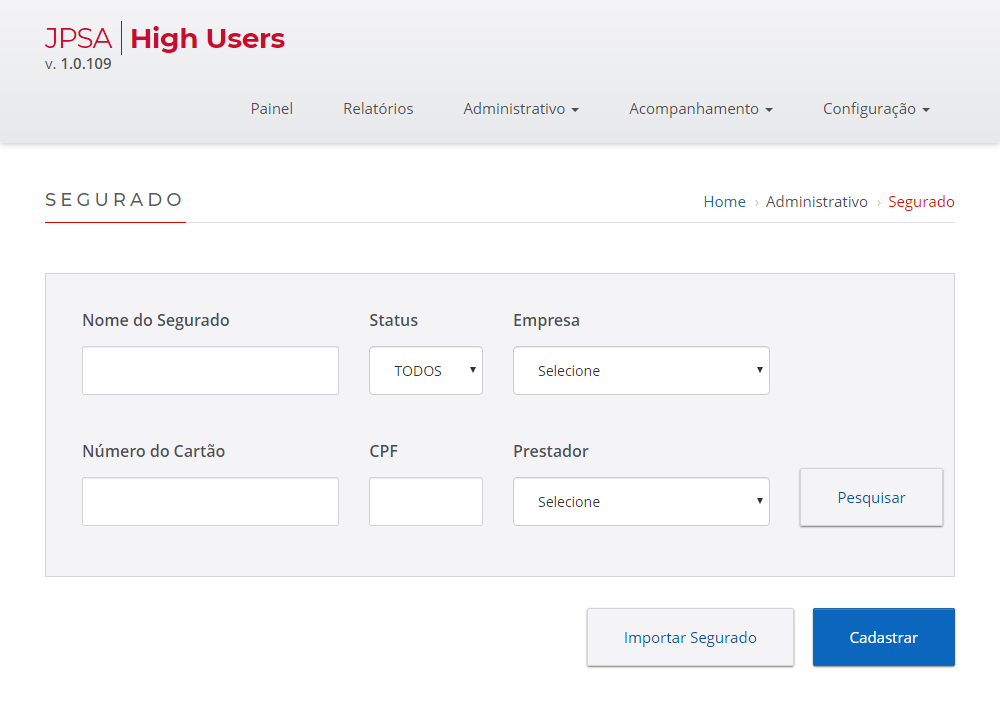 JPSA | High Users
v. 1.0.109
Painel Relatórios Administrativo Acompanhamento Configuração
SEGURADO
Home › Administrativo › Segurado
Nome do Segurado Status Empresa
TODOS Selecione
Número do Cartão CPF Prestador
Selecione Pesquisar
Importar Segurado Cadastrar